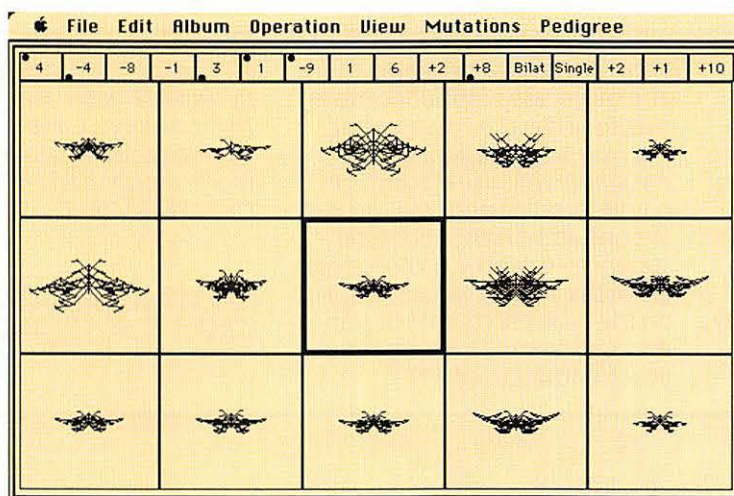 File Edit Album Operation View Mutations Pedigree
4 -4 -8 -1 3 1 -9 1 6 +2 +8 Bilat Single +2 +1 +10